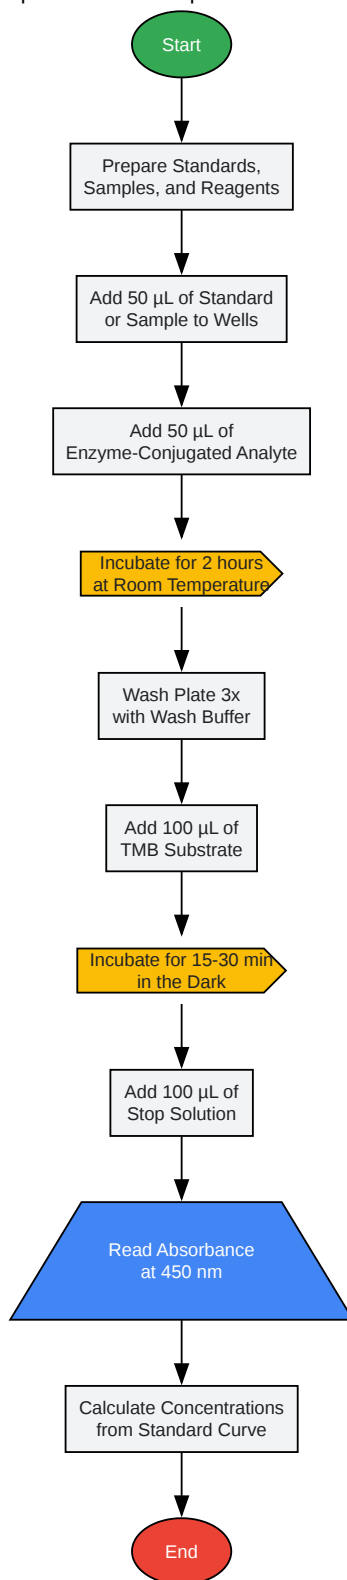 Start
Prepare Standards,
Samples, and Reagents
Add 50 µL of Standard
or Sample to Wells
Add 50 µL of
Enzyme-Conjugated Analyte
Incubate for 2 hours
at Room Temperature
Wash Plate 3x
with Wash Buffer
Add 100 µL of
TMB Substrate
Incubate for 15-30 min
in the Dark
Add 100 µL of
Stop Solution
Read Absorbance
at 450 nm
Calculate Concentrations
from Standard Curve
End